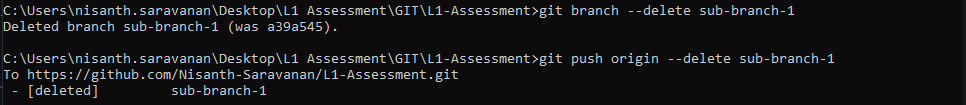 C:\Users\nisanth.saravanan\Desktop\L1 Assessment\GIT\L1-Assessment>git branch --delete sub-branch-1
Deleted branch sub-branch-1 (was a39a545).
C:\Users\nisanth.saravanan\Desktop\L1 Assessment\GIT\L1-Assessment>git push origin --delete sub-branch-1
To https://github.com/Nisanth-Saravanan/L1-Assessment.git
 - [deleted]         sub-branch-1